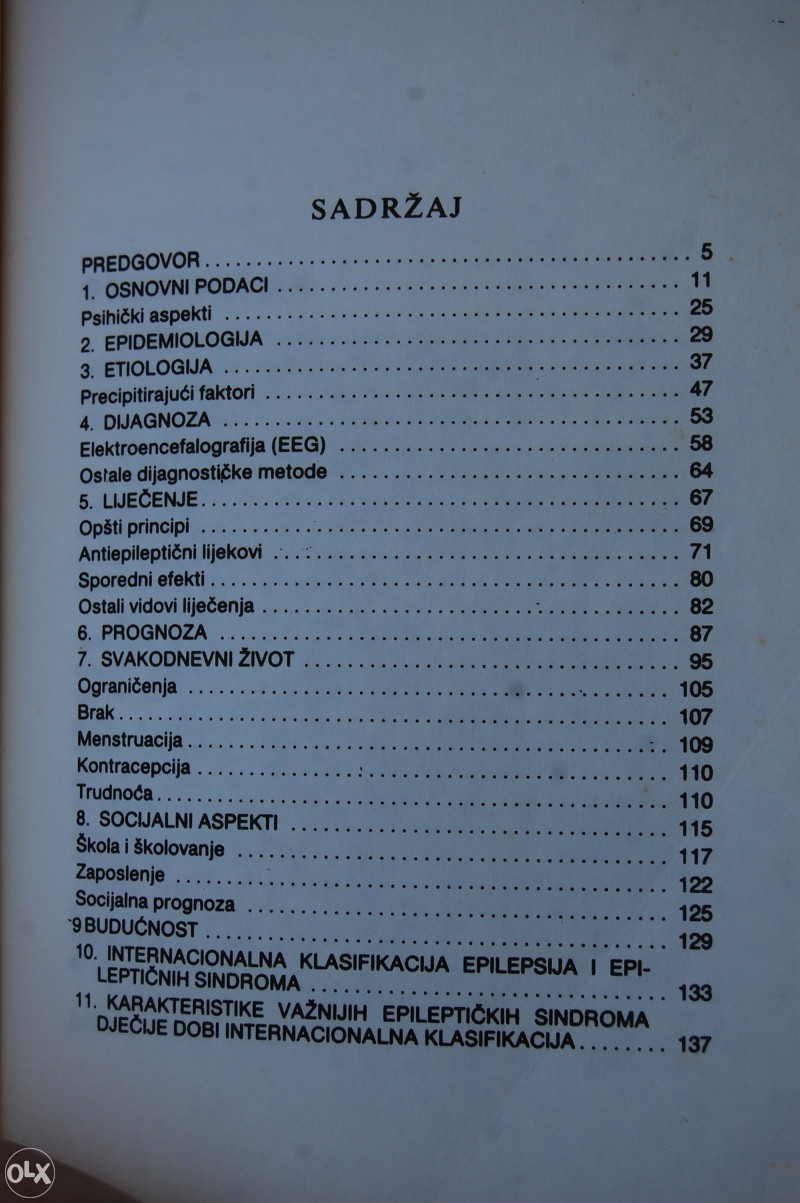 SADRŽAJ
PREDGOVOR 5
1. OSNOVNI PODACI 11
Psihički aspekti 25
2. EPIDEMIOLOGIJA 29
3. ETIOLOGIJA 37
Precipitirajući faktori 47
4. DIJAGNOZA 53
Elektroencefalografija (EEG) 58
Ostale dijagnostičke metode 64
5. LIJEČENJE 67
Opšti principi 69
Antiepileptični lijekovi 71
Sporedni efekti 80
Ostali vidovi liječenja 82
6. PROGNOZA 87
7. SVAKODNEVNI ŽIVOT 95
Ograničenja 105
Brak 107
Menstruacija 109
Kontracepcija 110
Trudnoća 110
8. SOCIJALNI ASPEKTI 115
Škola i školovanje 117
Zaposlenje 122
Socijalna prognoza 125
9 BUDUĆNOST 129
10. INTERNACIONALNA KLASIFIKACIJA EPILEPSIJA I EPI-
LEPTIČNIH SINDROMA 133
11. KARAKTERISTIKE VAŽNIJIH EPILEPTIČKIH SINDROMA
DJEČIJE DOBI INTERNACIONALNA KLASIFIKACIJA 137
OLX